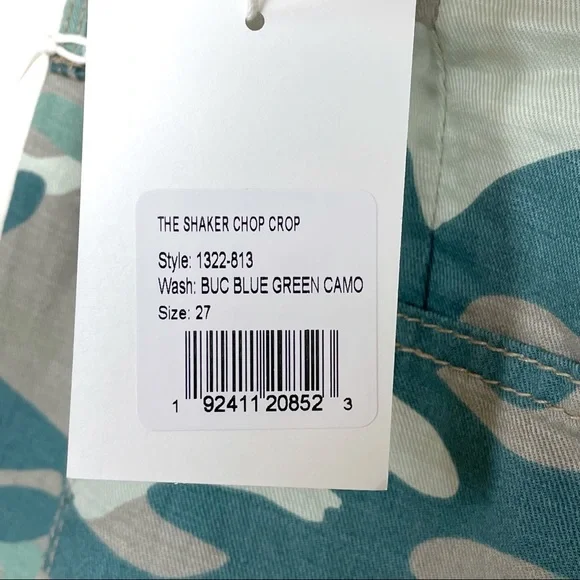 THE SHAKER CHOP CROP
Style: 1322-813
Wash: BUC BLUE GREEN CAMO
Size: 27
1 92411 20852 3